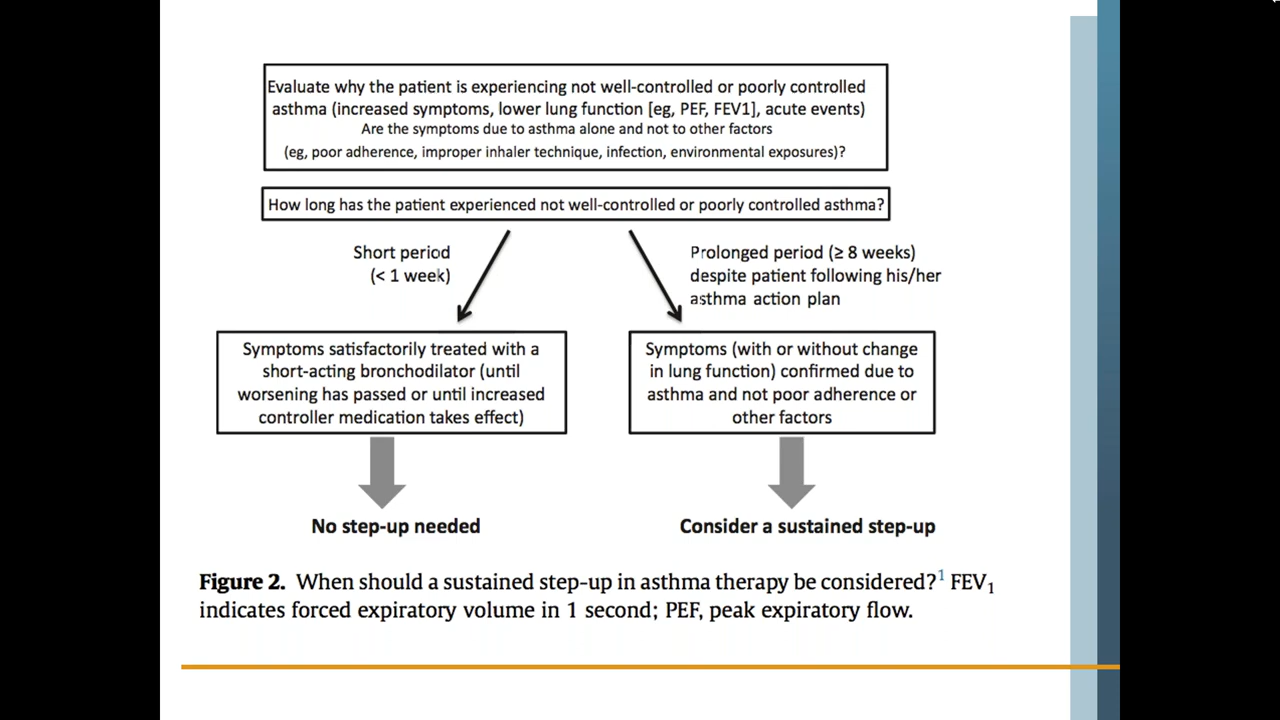 Evaluate why the patient is experiencing not well-controlled or poorly controlled
asthma (increased symptoms, lower lung function [eg, PEF, FEV1], acute events)
Are the symptoms due to asthma alone and not to other factors
(eg, poor adherence, improper inhaler technique, infection, environmental exposures)?
How long has the patient experienced not well-controlled or poorly controlled asthma?
Short period
(< 1 week)
Prolonged period (≥ 8 weeks)
despite patient following his/her
asthma action plan
Symptoms satisfactorily treated with a
short-acting bronchodilator (until
worsening has passed or until increased
controller medication takes effect)
Symptoms (with or without change
in lung function) confirmed due to
asthma and not poor adherence or
other factors
No step-up needed
Consider a sustained step-up
Figure 2. When should a sustained step-up in asthma therapy be considered?¹ FEV₁
indicates forced expiratory volume in 1 second; PEF, peak expiratory flow.